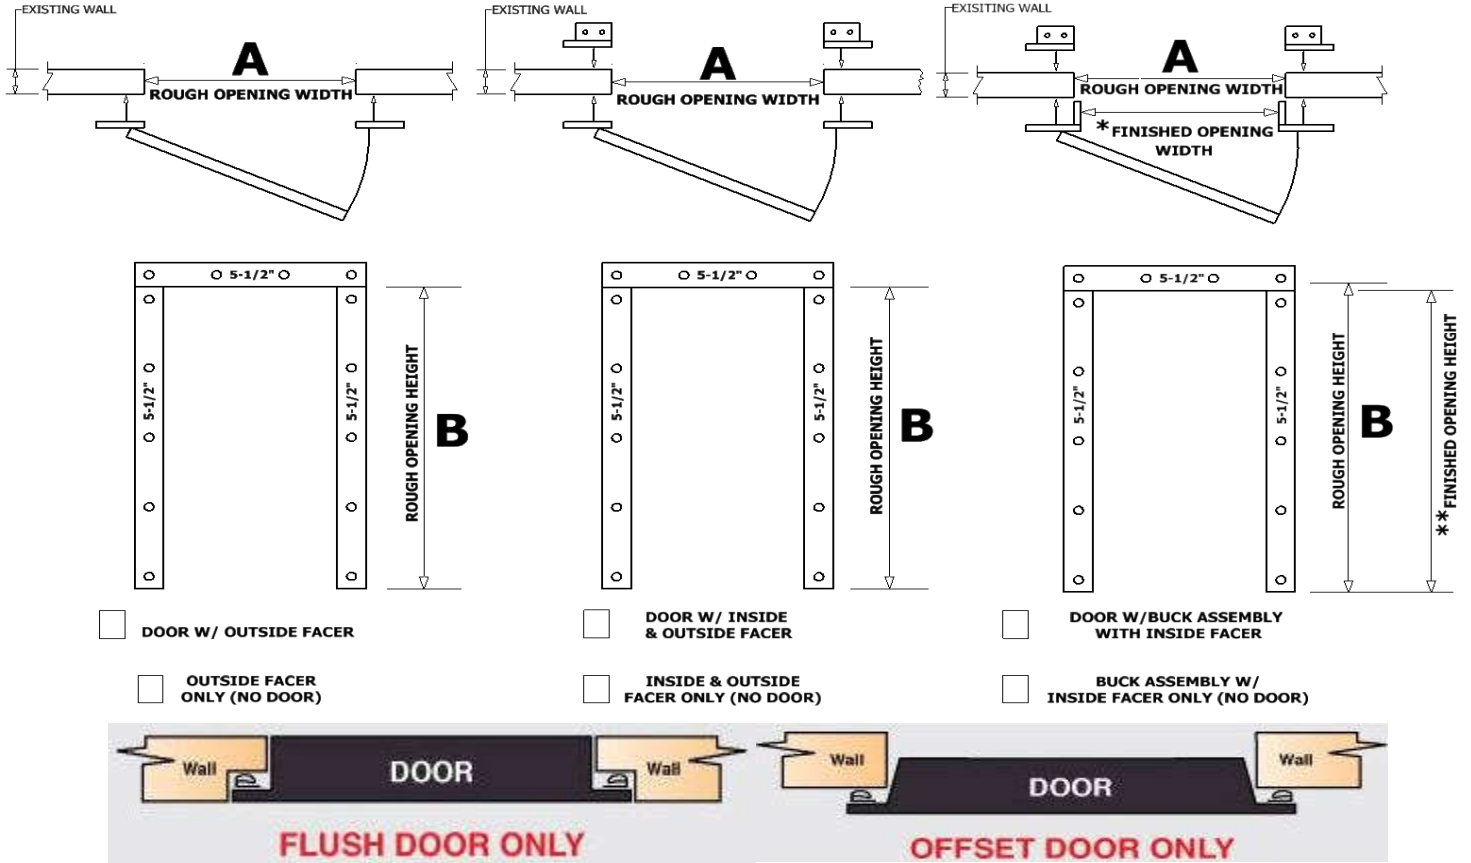 EXISTING WALL
A
ROUGH OPENING WIDTH
EXISTING WALL
A
ROUGH OPENING WIDTH
EXISITING WALL
A
ROUGH OPENING WIDTH
*FINISHED OPENING
WIDTH
5-1/2"
5-1/2"
5-1/2"
ROUGH OPENING HEIGHT
B
5-1/2"
5-1/2"
5-1/2"
ROUGH OPENING HEIGHT
B
5-1/2"
5-1/2"
5-1/2"
ROUGH OPENING HEIGHT
B
**FINISHED OPENING HEIGHT
DOOR W/ OUTSIDE FACER
DOOR W/ INSIDE
& OUTSIDE FACER
DOOR W/BUCK ASSEMBLY
WITH INSIDE FACER
OUTSIDE FACER
ONLY (NO DOOR)
INSIDE & OUTSIDE
FACER ONLY (NO DOOR)
BUCK ASSEMBLY W/
INSIDE FACER ONLY (NO DOOR)
Wall
DOOR
Wall
FLUSH DOOR ONLY
Wall
DOOR
Wall
OFFSET DOOR ONLY